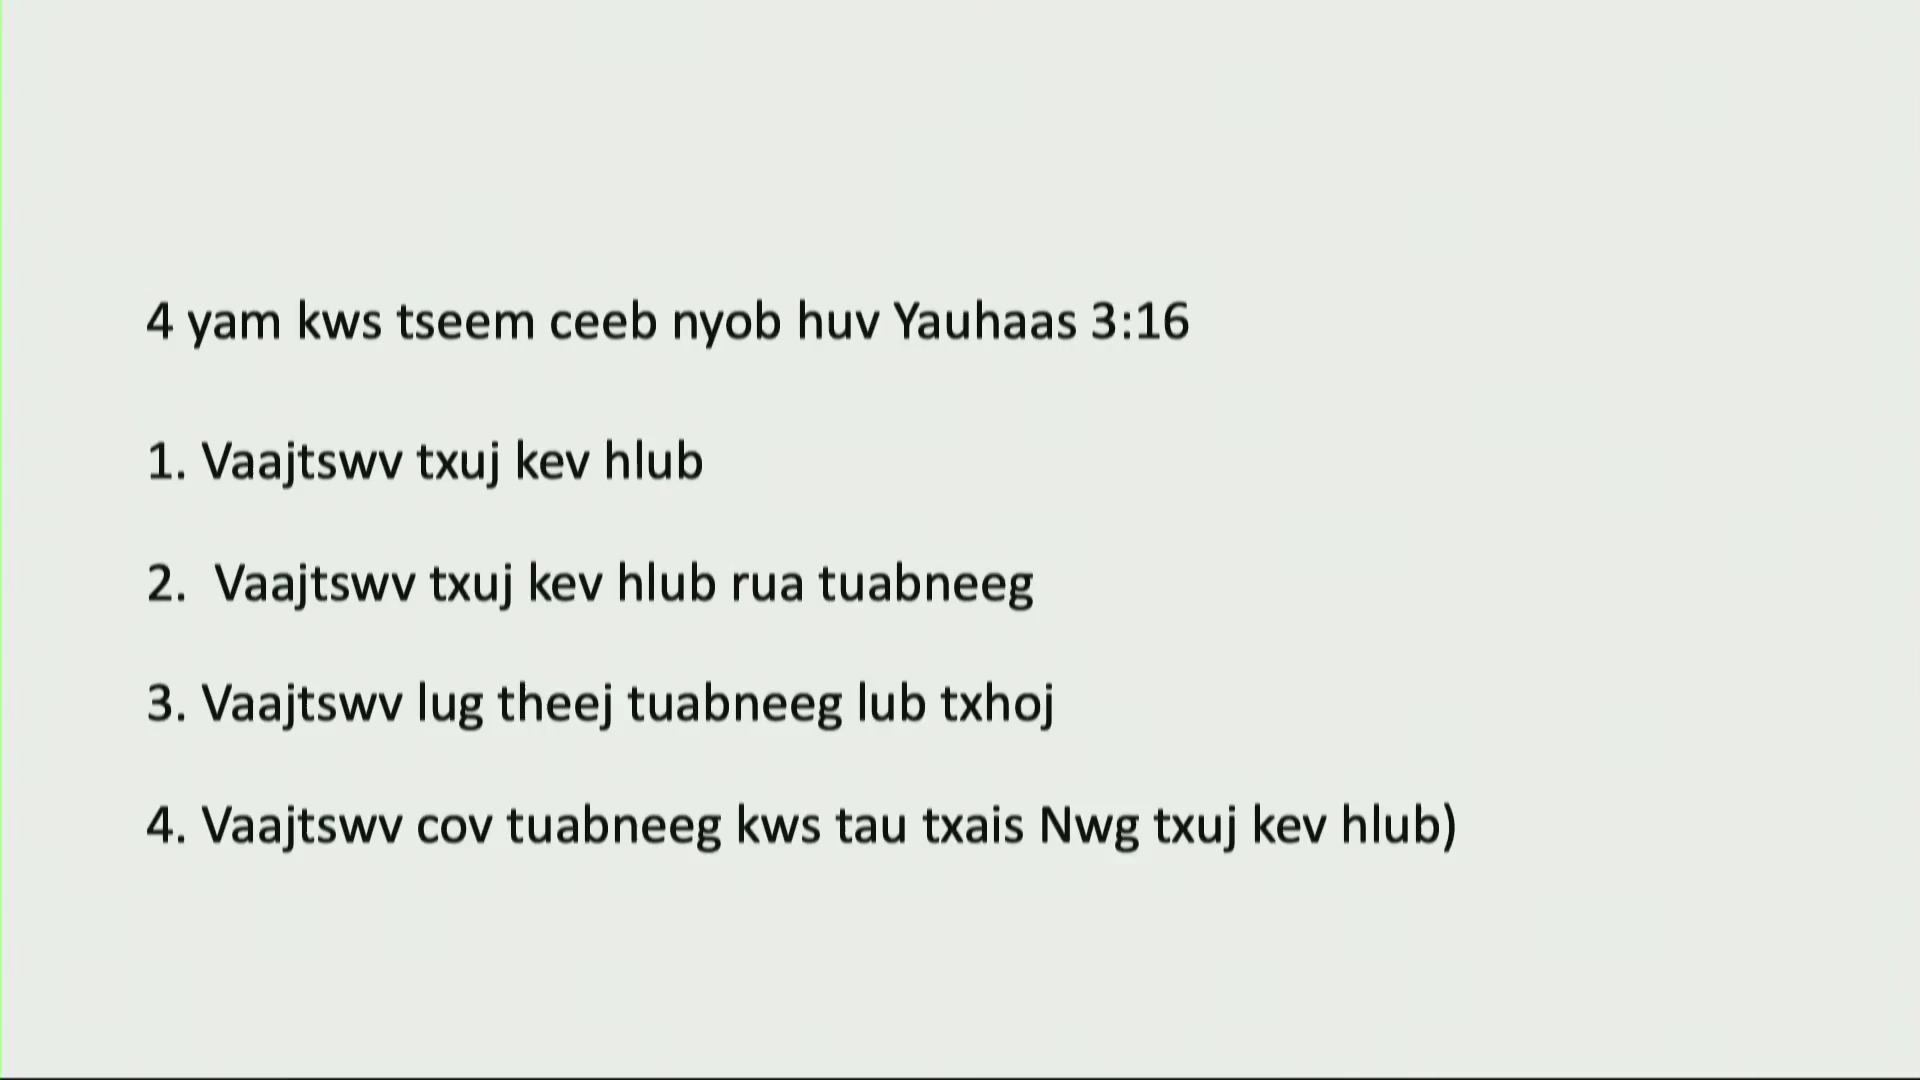 4 yam kws tseem ceeb nyob huv Yauhaas 3:16
1. Vaajtswv txuj kev hlub
2. Vaajtswv txuj kev hlub rua tuabneeg
3. Vaajtswv lug theej tuabneeg lub txhoj
4. Vaajtswv cov tuabneeg kws tau txais Nwg txuj kev hlub)